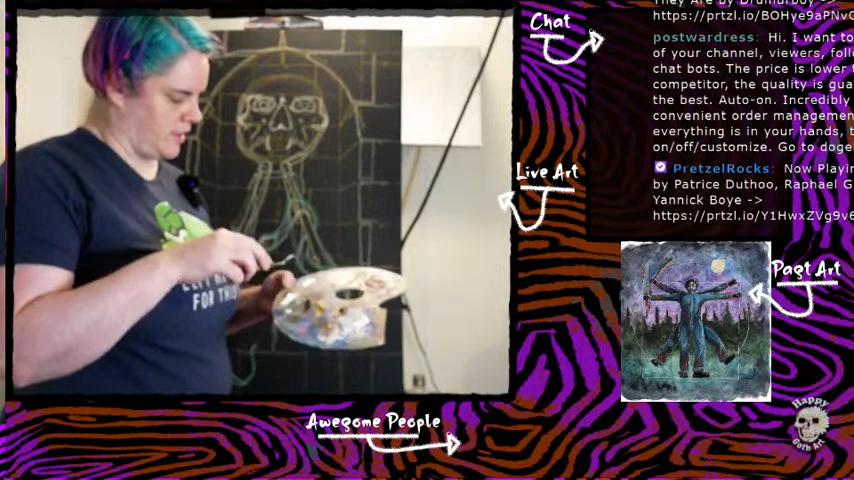 Chat
They Are by Drumurboy ->
https://prtzl.io/BOHye9aPNvG
postwardress: Hi. I want to
of your channel, viewers, foll
chat bots. The price is lower t
competitor, the quality is gua
the best. Auto-on. Incredibly
convenient order managemen
everything is in your hands, t
on/off/customize. Go to doge
PretzelRocks: Now Playin
by Patrice Duthoo, Raphael G
Yannick Boye ->
https://prtzl.io/Y1HwxZVg9v6
Live Art
FOR THIS
Past Art
Awesome People
Happy
Goth Art